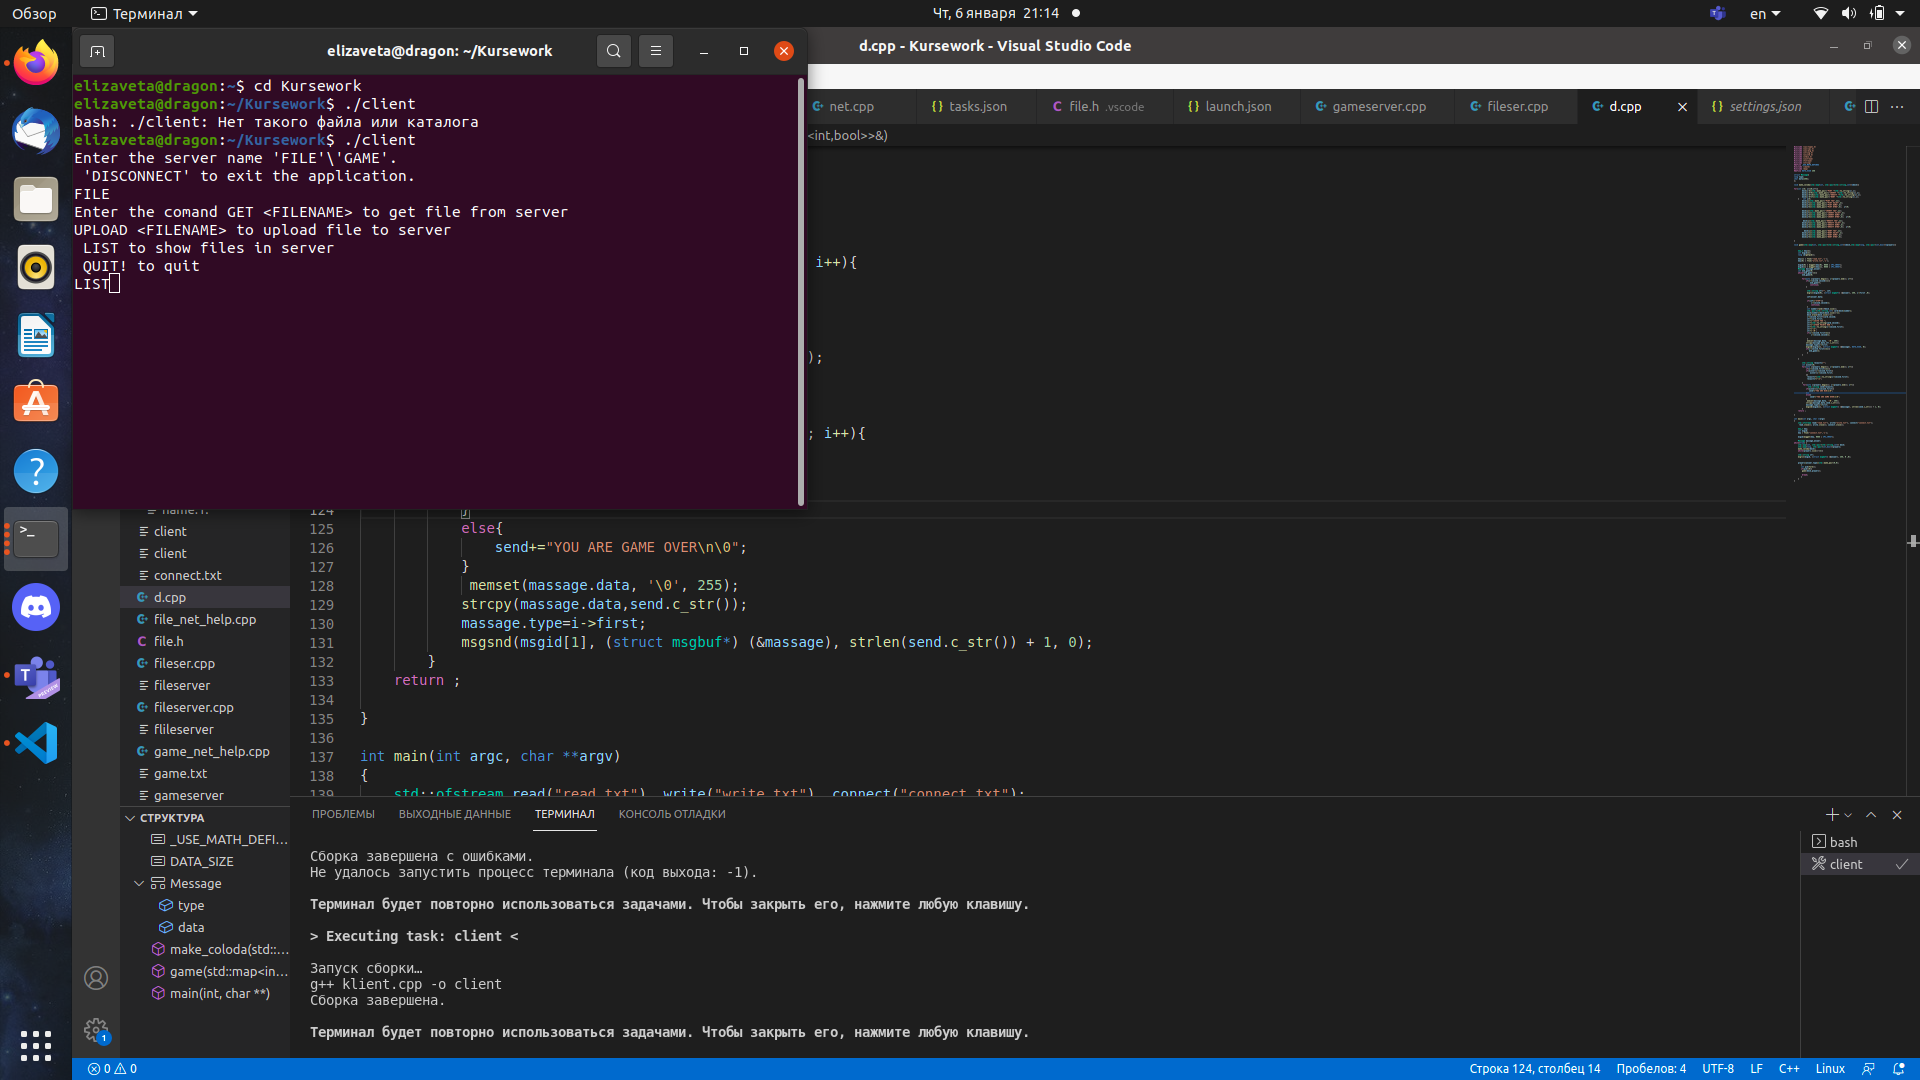 Обзор
Терминал
Чт, 6 января 21:14
en
elizaveta@dragon: ~/Kursework
d.cpp - Kursework - Visual Studio Code
elizaveta@dragon:~$ cd Kursework
elizaveta@dragon:~/Kursework$ ./client
bash: ./client: Нет такого файла или каталога
elizaveta@dragon:~/Kursework$ ./client
Enter the server name 'FILE'\'GAME'.
'DISCONNECT' to exit the application.
FILE
Enter the comand GET <FILENAME> to get file from server
UPLOAD <FILENAME> to upload file to server
LIST to show files in server
QUIT! to quit
LIST
net.cpp
tasks.json
file.h .vscode
launch.json
gameserver.cpp
fileser.cpp
d.cpp
settings.json
<int,bool>>&)
i++){
);
; i++){
client
client
connect.txt
d.cpp
file_net_help.cpp
file.h
fileser.cpp
fileserver
fileserver.cpp
flileserver
game_net_help.cpp
game.txt
gameserver
СТРУКТУРА
_USE_MATH_DEFI...
DATA_SIZE
Message
type
data
make_coloda(std::...
game(std::map<in...
main(int, char **)
1
124 }
125 else{
126 send+="YOU ARE GAME OVER\n\0";
127 }
128 memset(massage.data, '\0', 255);
129 strcpy(massage.data,send.c_str());
130 massage.type=i->first;
131 msgsnd(msgid[1], (struct msgbuf*) (&massage), strlen(send.c_str()) + 1, 0);
132 }
133 return ;
134
135 }
136
137 int main(int argc, char **argv)
138 {
139 std::ofstream read("read.txt"), write("write.txt"), connect("connect.txt");
ПРОБЛЕМЫ
ВЫХОДНЫЕ ДАННЫЕ
ТЕРМИНАЛ
КОНСОЛЬ ОТЛАДКИ
Сборка завершена с ошибками.
Не удалось запустить процесс терминала (код выхода: -1).
Терминал будет повторно использоваться задачами. Чтобы закрыть его, нажмите любую клавишу.
> Executing task: client <
Запуск сборки…
g++ klient.cpp -o client
Сборка завершена.
Терминал будет повторно использоваться задачами. Чтобы закрыть его, нажмите любую клавишу.
bash
client
0 0
Строка 124, столбец 14
Пробелов: 4
UTF-8
LF
C++
Linux